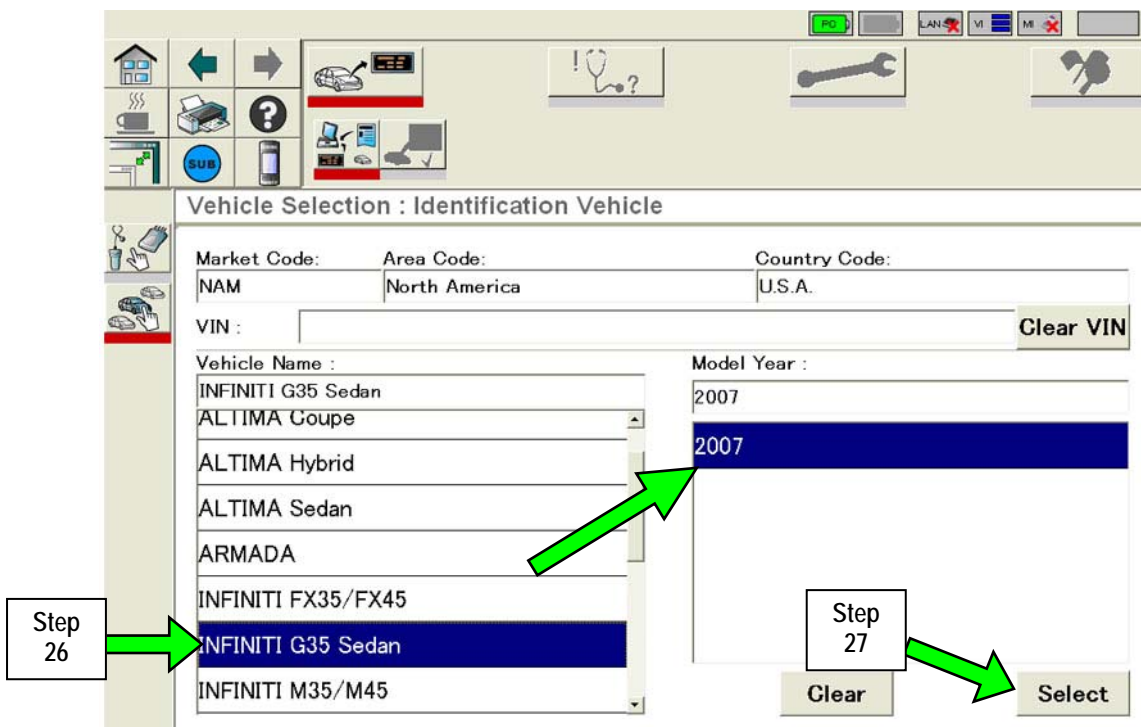 PC LAN VI MI
! ?
?
SUB
Vehicle Selection : Identification Vehicle
Market Code: Area Code: Country Code:
NAM North America U.S.A.
VIN : Clear VIN
Vehicle Name : Model Year :
INFINITI G35 Sedan 2007
ALTIMA Coupe
2007
ALTIMA Hybrid
ALTIMA Sedan
ARMADA
INFINITI FX35/FX45
Step
26
INFINITI G35 Sedan
Step
27
INFINITI M35/M45
Clear Select